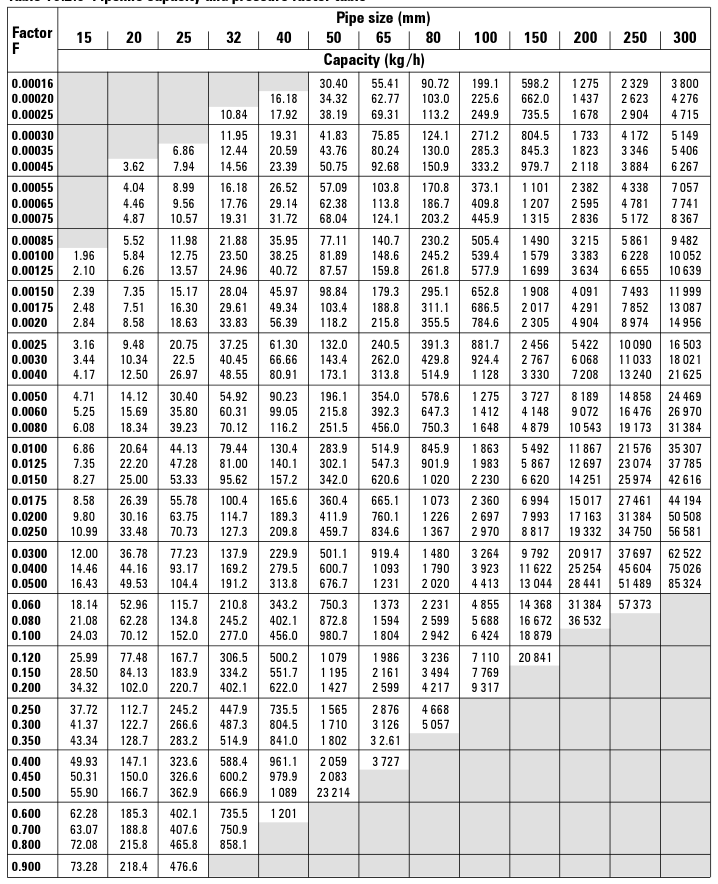 Pipeline capacity and pressure factor table
Pipe size (mm)
Factor F 15 20 25 32 40 50 65 80 100 150 200 250 300
Capacity (kg/h)
0.00016 30.40 55.41 90.72 199.1 598.2 1 275 2 329 3 800
0.00020 16.18 34.32 62.77 103.0 225.6 662.0 1 437 2 623 4 276
0.00025 10.84 17.92 38.19 69.31 113.2 249.9 735.5 1 678 2 904 4 715
0.00030 11.95 19.31 41.83 75.85 124.1 271.2 804.5 1 733 4 172 5 149
0.00035 6.86 12.44 20.59 43.76 80.24 130.0 285.3 845.3 1 823 3 346 5 406
0.00045 3.62 7.94 14.56 23.39 50.75 92.68 150.9 333.2 979.7 2 118 3 884 6 267
0.00055 4.04 8.99 16.18 26.52 57.09 103.8 170.8 373.1 1 101 2 382 4 338 7 057
0.00065 4.46 9.56 17.76 29.14 62.38 113.8 186.7 409.8 1 207 2 595 4 781 7 741
0.00075 4.87 10.57 19.31 31.72 68.04 124.1 203.2 445.9 1 315 2 836 5 172 8 367
0.00085 5.52 11.98 21.88 35.95 77.11 140.7 230.2 505.4 1 490 3 215 5 861 9 482
0.00100 1.96 5.84 12.75 23.50 38.25 81.89 148.6 245.2 539.4 1 579 3 383 6 228 10 052
0.00125 2.10 6.26 13.57 24.96 40.72 87.57 159.8 261.8 577.9 1 699 3 634 6 655 10 639
0.00150 2.39 7.35 15.17 28.04 45.97 98.84 179.3 295.1 652.8 1 908 4 091 7 493 11 999
0.00175 2.48 7.51 16.30 29.61 49.34 103.4 188.8 311.1 686.5 2 017 4 291 7 852 13 087
0.0020 2.84 8.58 18.63 33.83 56.39 118.2 215.8 355.5 784.6 2 305 4 904 8 974 14 956
0.0025 3.16 9.48 20.75 37.25 61.30 132.0 240.5 391.3 881.7 2 456 5 422 10 090 16 503
0.0030 3.44 10.34 22.5 40.45 66.66 143.4 262.0 429.8 924.4 2 767 6 068 11 033 18 021
0.0040 4.17 12.50 26.97 48.55 80.91 173.1 313.8 514.9 1 128 3 330 7 208 13 240 21 625
0.0050 4.71 14.12 30.40 54.92 90.23 196.1 354.0 578.6 1 275 3 727 8 189 14 858 24 469
0.0060 5.25 15.69 35.80 60.31 99.05 215.8 392.3 647.3 1 412 4 148 9 072 16 476 26 970
0.0080 6.08 18.34 39.23 70.12 116.2 251.5 456.0 750.3 1 648 4 879 10 543 19 173 31 384
0.0100 6.86 20.64 44.13 79.44 130.4 283.9 514.9 845.9 1 863 5 492 11 867 21 576 35 307
0.0125 7.35 22.20 47.28 81.00 140.1 302.1 547.3 901.9 1 983 5 867 12 697 23 074 37 785
0.0150 8.27 25.00 53.33 95.62 157.2 342.0 620.6 1 020 2 230 6 620 14 251 25 974 42 616
0.0175 8.58 26.39 55.78 100.4 165.6 360.4 665.1 1 073 2 360 6 994 15 017 27 461 44 194
0.0200 9.80 30.16 63.75 114.7 189.3 411.9 760.1 1 226 2 697 7 993 17 163 31 384 50 508
0.0250 10.99 33.48 70.73 127.3 209.8 459.7 834.6 1 367 2 970 8 817 19 332 34 750 56 581
0.0300 12.00 36.78 77.23 137.9 229.9 501.1 919.4 1 480 3 264 9 792 20 917 37 697 62 522
0.0400 14.46 44.16 93.17 169.2 279.5 600.7 1 093 1 790 3 923 11 622 25 254 45 604 75 026
0.0500 16.43 49.53 104.4 191.2 313.8 676.7 1 231 2 020 4 413 13 044 28 441 51 489 85 324
0.060 18.14 52.96 115.7 210.8 343.2 750.3 1 373 2 231 4 855 14 368 31 384 57 373
0.080 21.08 62.28 134.8 245.2 402.1 872.8 1 594 2 599 5 688 16 672 36 532
0.100 24.03 70.12 152.0 277.0 456.0 980.7 1 804 2 942 6 424 18 879
0.120 25.99 77.48 167.7 306.5 500.2 1 079 1 986 3 236 7 110 20 841
0.150 28.50 84.13 183.9 334.2 551.7 1 195 2 161 3 494 7 769
0.200 34.32 102.0 220.7 402.1 622.0 1 427 2 599 4 217 9 317
0.250 37.72 112.7 245.2 447.9 735.5 1 565 2 876 4 668
0.300 41.37 122.7 266.6 487.3 804.5 1 710 3 126 5 057
0.350 43.34 128.7 283.2 514.9 841.0 1 802 3 2.61
0.400 49.93 147.1 323.6 588.4 961.1 2 059 3 727
0.450 50.31 150.0 326.6 600.2 979.9 2 083
0.500 55.90 166.7 362.9 666.9 1 089 23 214
0.600 62.28 185.3 402.1 735.5 1 201
0.700 63.07 188.8 407.6 750.9
0.800 72.08 215.8 465.8 858.1
0.900 73.28 218.4 476.6